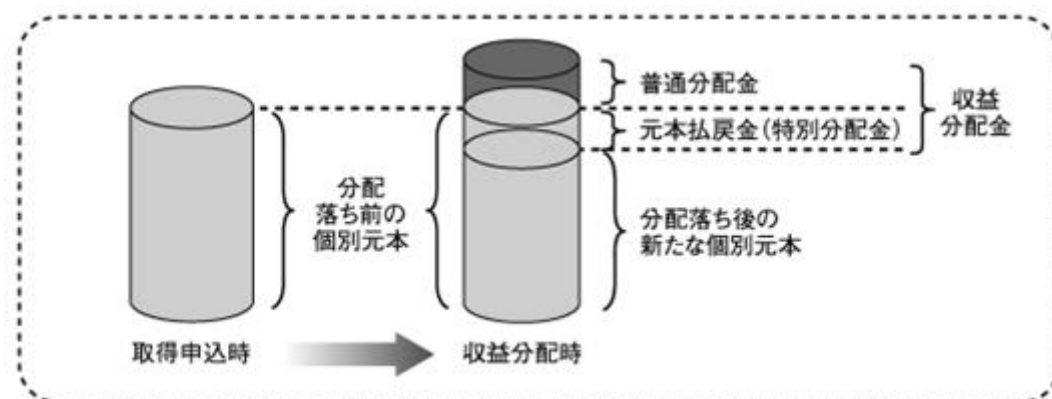 普通分配金
元本払戻金(特別分配金)
収益
分配金
分配
落ち前の
個別元本
分配落ち後の
新たな個別元本
取得申込時
収益分配時